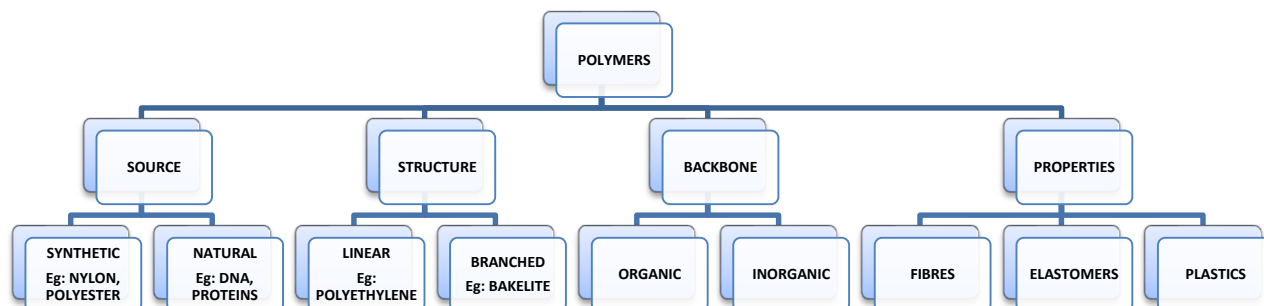 POLYMERS
SOURCE
STRUCTURE
BACKBONE
PROPERTIES
SYNTHETIC
Eg: NYLON,
POLYESTER
NATURAL
Eg: DNA,
PROTEINS
LINEAR
Eg:
POLYETHYLENE
BRANCHED
Eg: BAKELITE
ORGANIC
INORGANIC
FIBRES
ELASTOMERS
PLASTICS